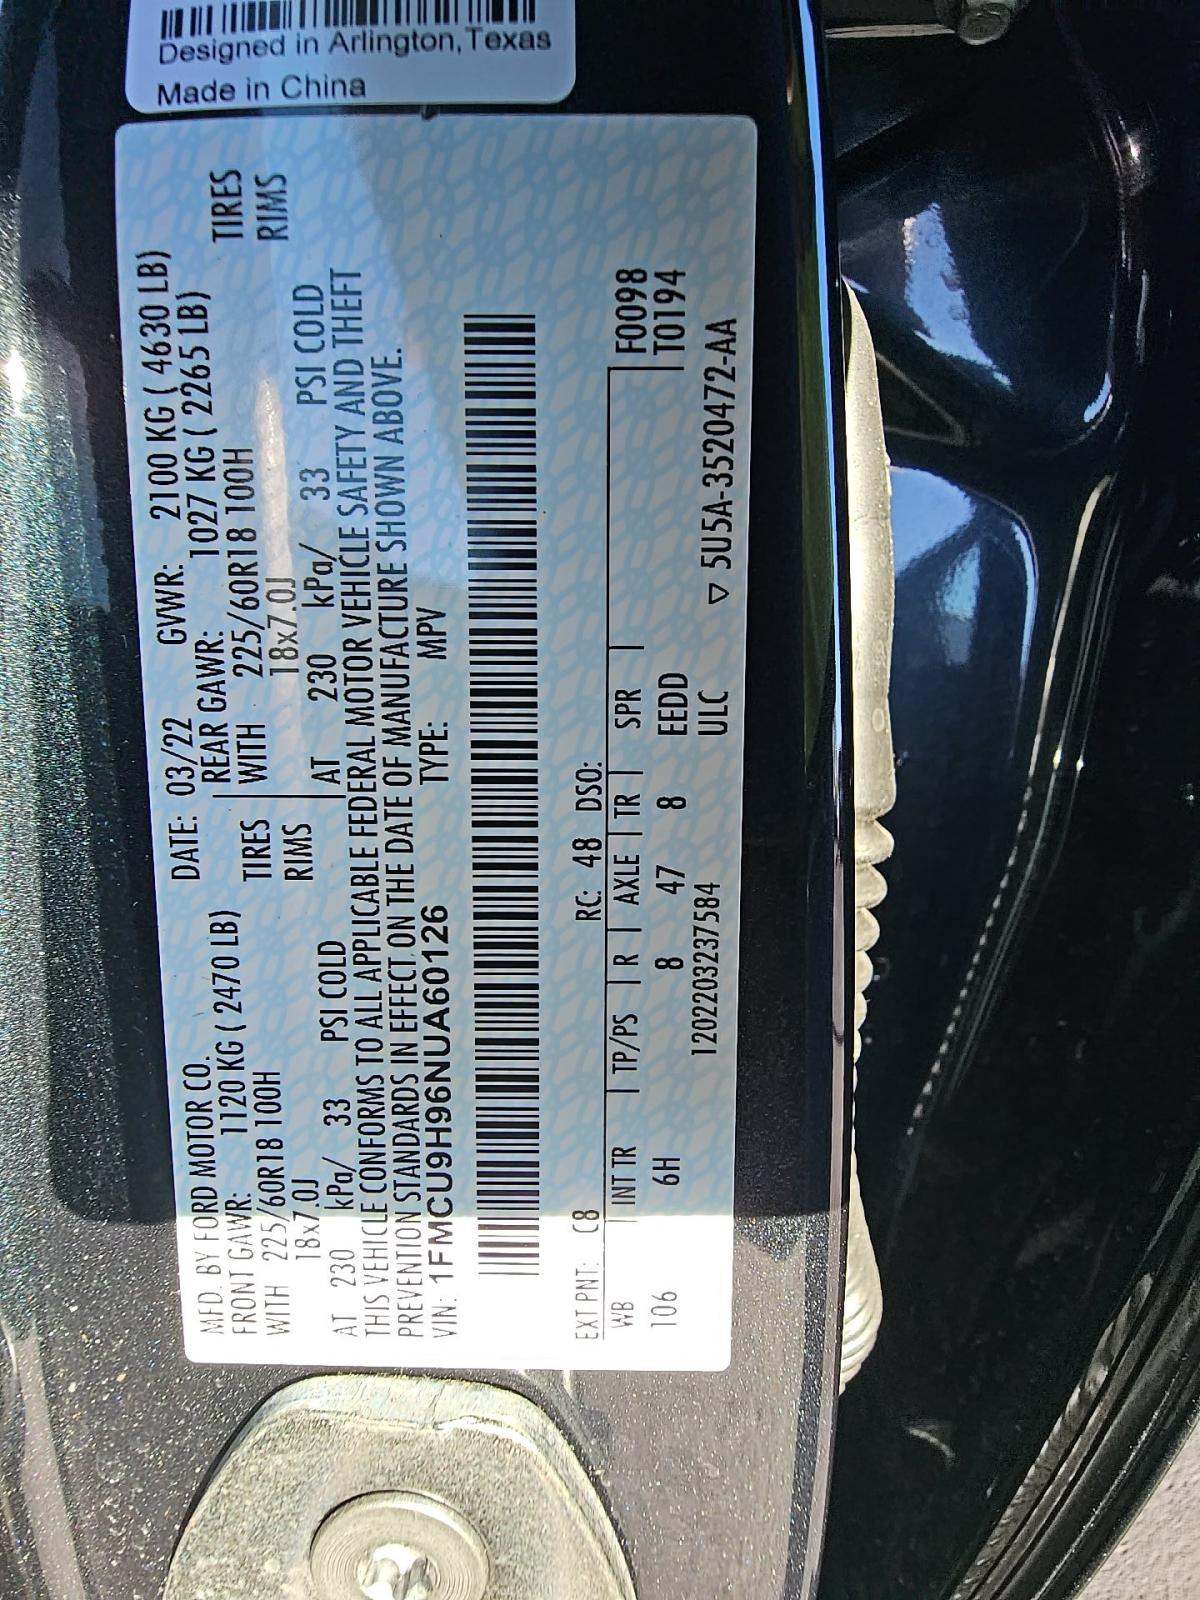 Designed in Arlington, Texas
Made in China
MFD. BY FORD MOTOR CO. DATE: 03/22 GVWR: 2100 KG ( 4630 LB)
FRONT GAWR: 1120 KG ( 2470 LB) REAR GAWR: 1027 KG ( 2265 LB)
WITH 225/60R18 100H TIRES WITH 225/60R18 100H TIRES
18x7.0J RIMS 18x7.0J RIMS
AT 230 kPa/ 33 PSI COLD AT 230 kPa/ 33 PSI COLD
THIS VEHICLE CONFORMS TO ALL APPLICABLE FEDERAL MOTOR VEHICLE SAFETY AND THEFT
PREVENTION STANDARDS IN EFFECT ON THE DATE OF MANUFACTURE SHOWN ABOVE.
VIN: 1FMCU9H96NUA60126 TYPE: MPV
EXT PNT: C8 RC: 48 DSO:
WB INT TR TP/PS R AXLE TR SPR F0098
106 6H 8 47 8 EEDD T0194
ULC
120220323​7584 ▽ 5U5A-3520472-AA